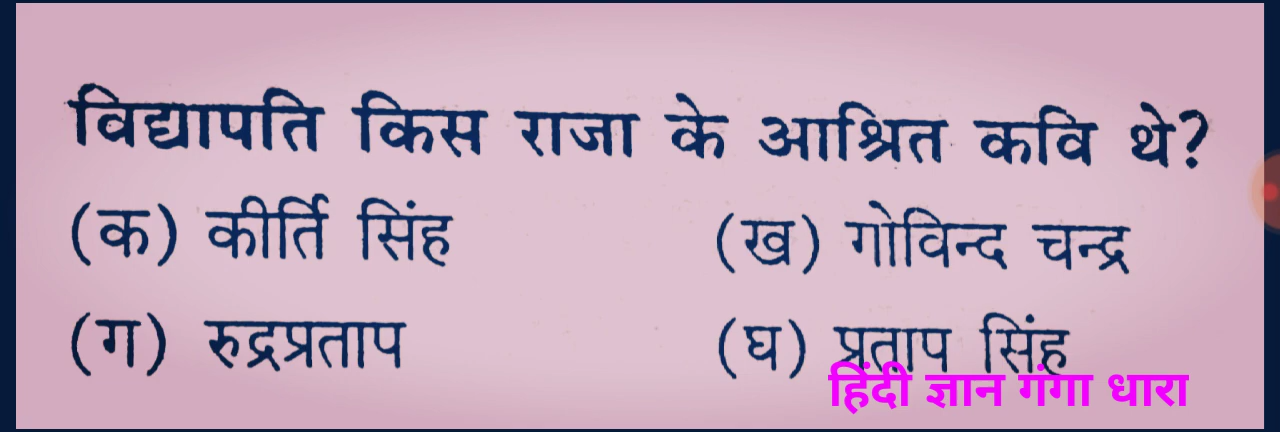 विद्यापति किस राजा के आश्रित कवि थे?
(क) कीर्ति सिंह (ख) गोविन्द चन्द्र
(ग) रुद्रप्रताप (घ) प्रताप सिंह
हिंदी ज्ञान गंगा धारा